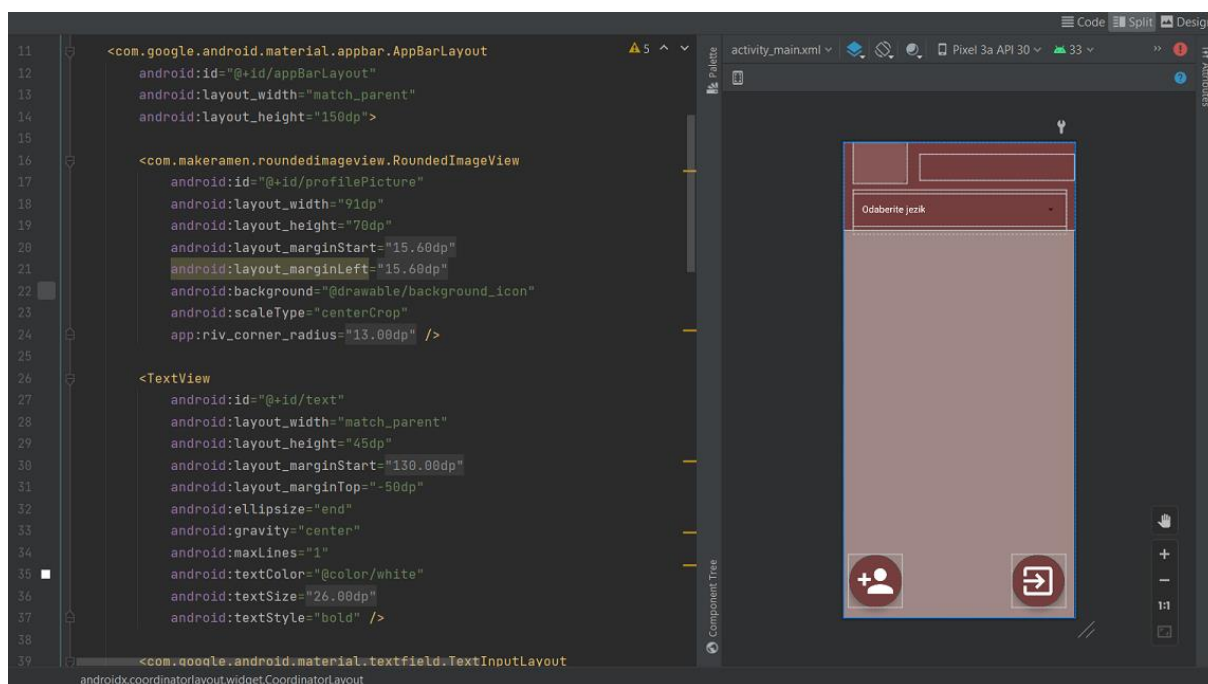 Code Split Design
11 <com.google.android.material.appbar.AppBarLayout 5
12 android:id="@+id/appBarLayout"
13 android:layout_width="match_parent"
14 android:layout_height="150dp">
15
16 <com.makeramen.roundedimageview.RoundedImageView
17 android:id="@+id/profilePicture"
18 android:layout_width="91dp"
19 android:layout_height="70dp"
20 android:layout_marginStart="15.60dp"
21 android:layout_marginLeft="15.60dp"
22 android:background="@drawable/background_icon"
23 android:scaleType="centerCrop"
24 app:riv_corner_radius="13.00dp" />
25
26 <TextView
27 android:id="@+id/text"
28 android:layout_width="match_parent"
29 android:layout_height="45dp"
30 android:layout_marginStart="130.00dp"
31 android:layout_marginTop="-50dp"
32 android:ellipsize="end"
33 android:gravity="center"
34 android:maxLines="1"
35 android:textColor="@color/white"
36 android:textSize="26.00dp"
37 android:textStyle="bold" />
38
39 <com.google.android.material.textfield.TextInputLayout
androidx.coordinatorlayout.widget.CoordinatorLayout
Palette
Component Tree
activity_main.xml Pixel 3a API 30 33
Attributes
Odaberite jezik
1:1